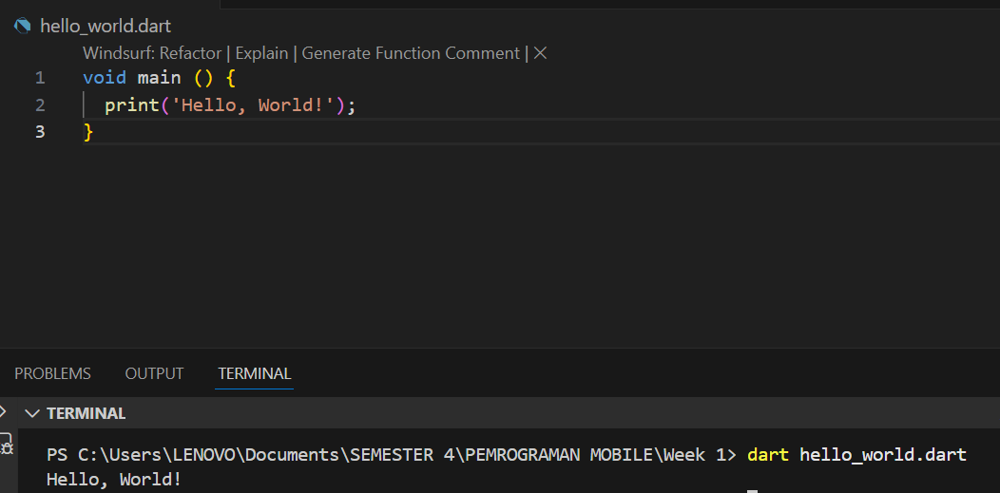 hello_world.dart
Windsurf: Refactor | Explain | Generate Function Comment | ×
1 void main () {
2 print('Hello, World!');
3 }
PROBLEMS OUTPUT TERMINAL
TERMINAL
PS C:\Users\LENOVO\Documents\SEMESTER 4\PEMROGRAMAN MOBILE\Week 1> dart hello_world.dart
Hello, World!